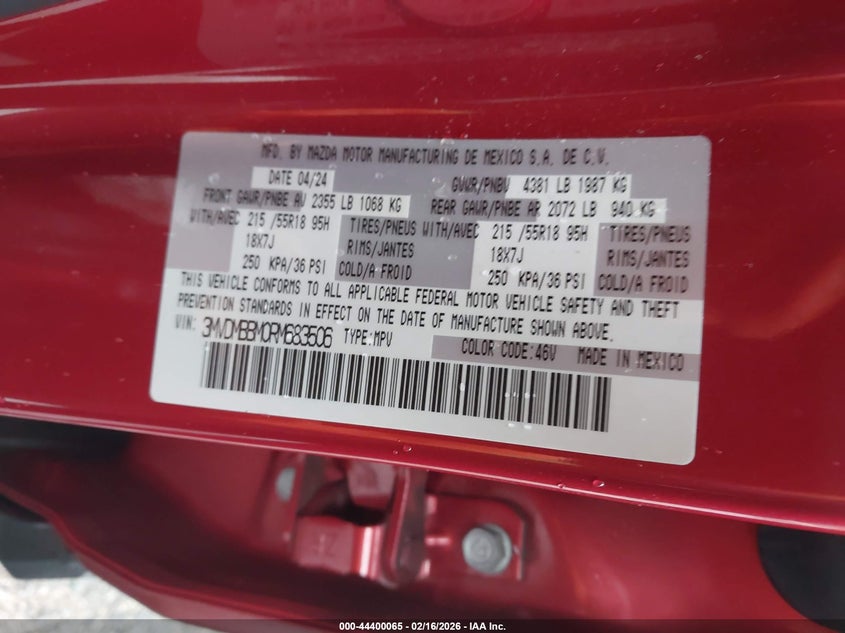 MFD. BY MAZDA MOTOR MANUFACTURING DE MEXICO S.A. DE C.V.
DATE 04/24 GVWR/PNBV 4381 LB 1987 KG
FRONT GAWR/PNBE AV 2355 LB 1068 KG REAR GAWR/PNBE AR 2072 LB 940 KG
WITH/AVEC 215 /55R18 95H TIRES/PNEUS WITH/AVEC 215 /55R18 95H TIRES/PNEUS
18X7J RIMS/JANTES 18X7J RIMS/JANTES
250 KPA/36 PSI COLD/A FROID 250 KPA/36 PSI COLD/A FROID
THIS VEHICLE CONFORMS TO ALL APPLICABLE FEDERAL MOTOR VEHICLE SAFETY AND THEFT
PREVENTION STANDARDS IN EFFECT ON THE DATE OF MANUFACTURE SHOWN ABOVE.
VIN: 3MVDMBBM0RM683506 TYPE:MPV
COLOR CODE:46V MADE IN MEXICO
000-44400065 - 02/16/2026 - IAA Inc.